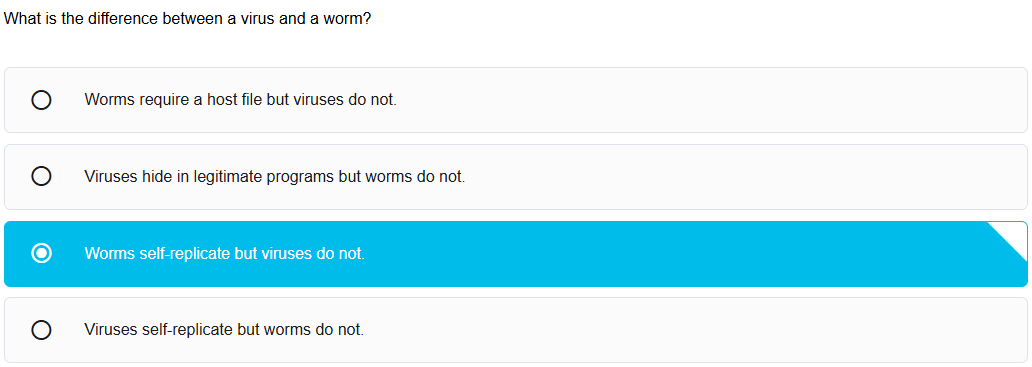 What is the difference between a virus and a worm?
Worms require a host file but viruses do not.
Viruses hide in legitimate programs but worms do not.
Worms self-replicate but viruses do not.
Viruses self-replicate but worms do not.